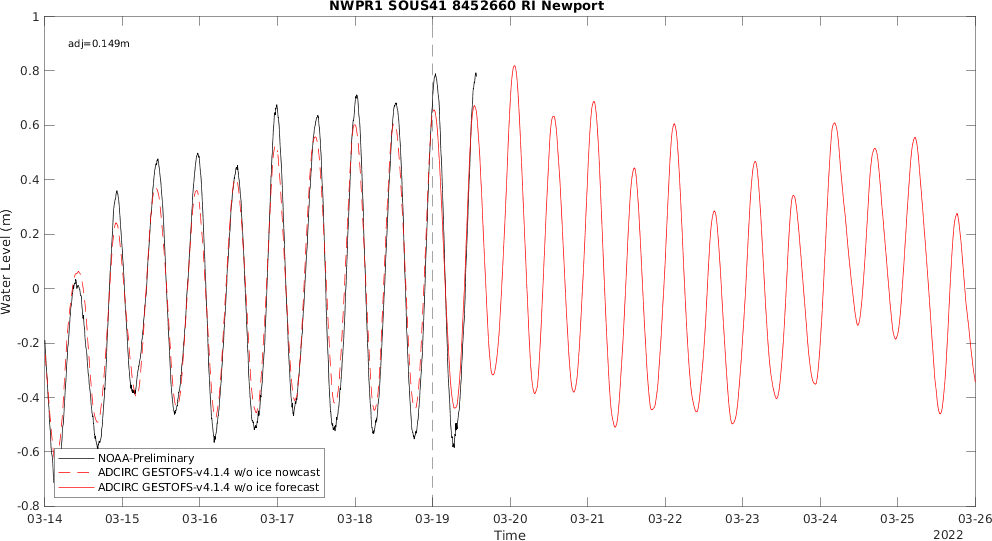 NWPR1 SOUS41 8452660 RI Newport
adj=0.149m
1
0.8
0.6
0.4
0.2
0
-0.2
-0.4
-0.6
-0.8
Water Level (m)
NOAA-Preliminary
ADCIRC GESTOFS-v4.1.4 w/o ice nowcast
ADCIRC GESTOFS-v4.1.4 w/o ice forecast
03-14 03-15 03-16 03-17 03-18 03-19 03-20 03-21 03-22 03-23 03-24 03-25 03-26
Time
2022